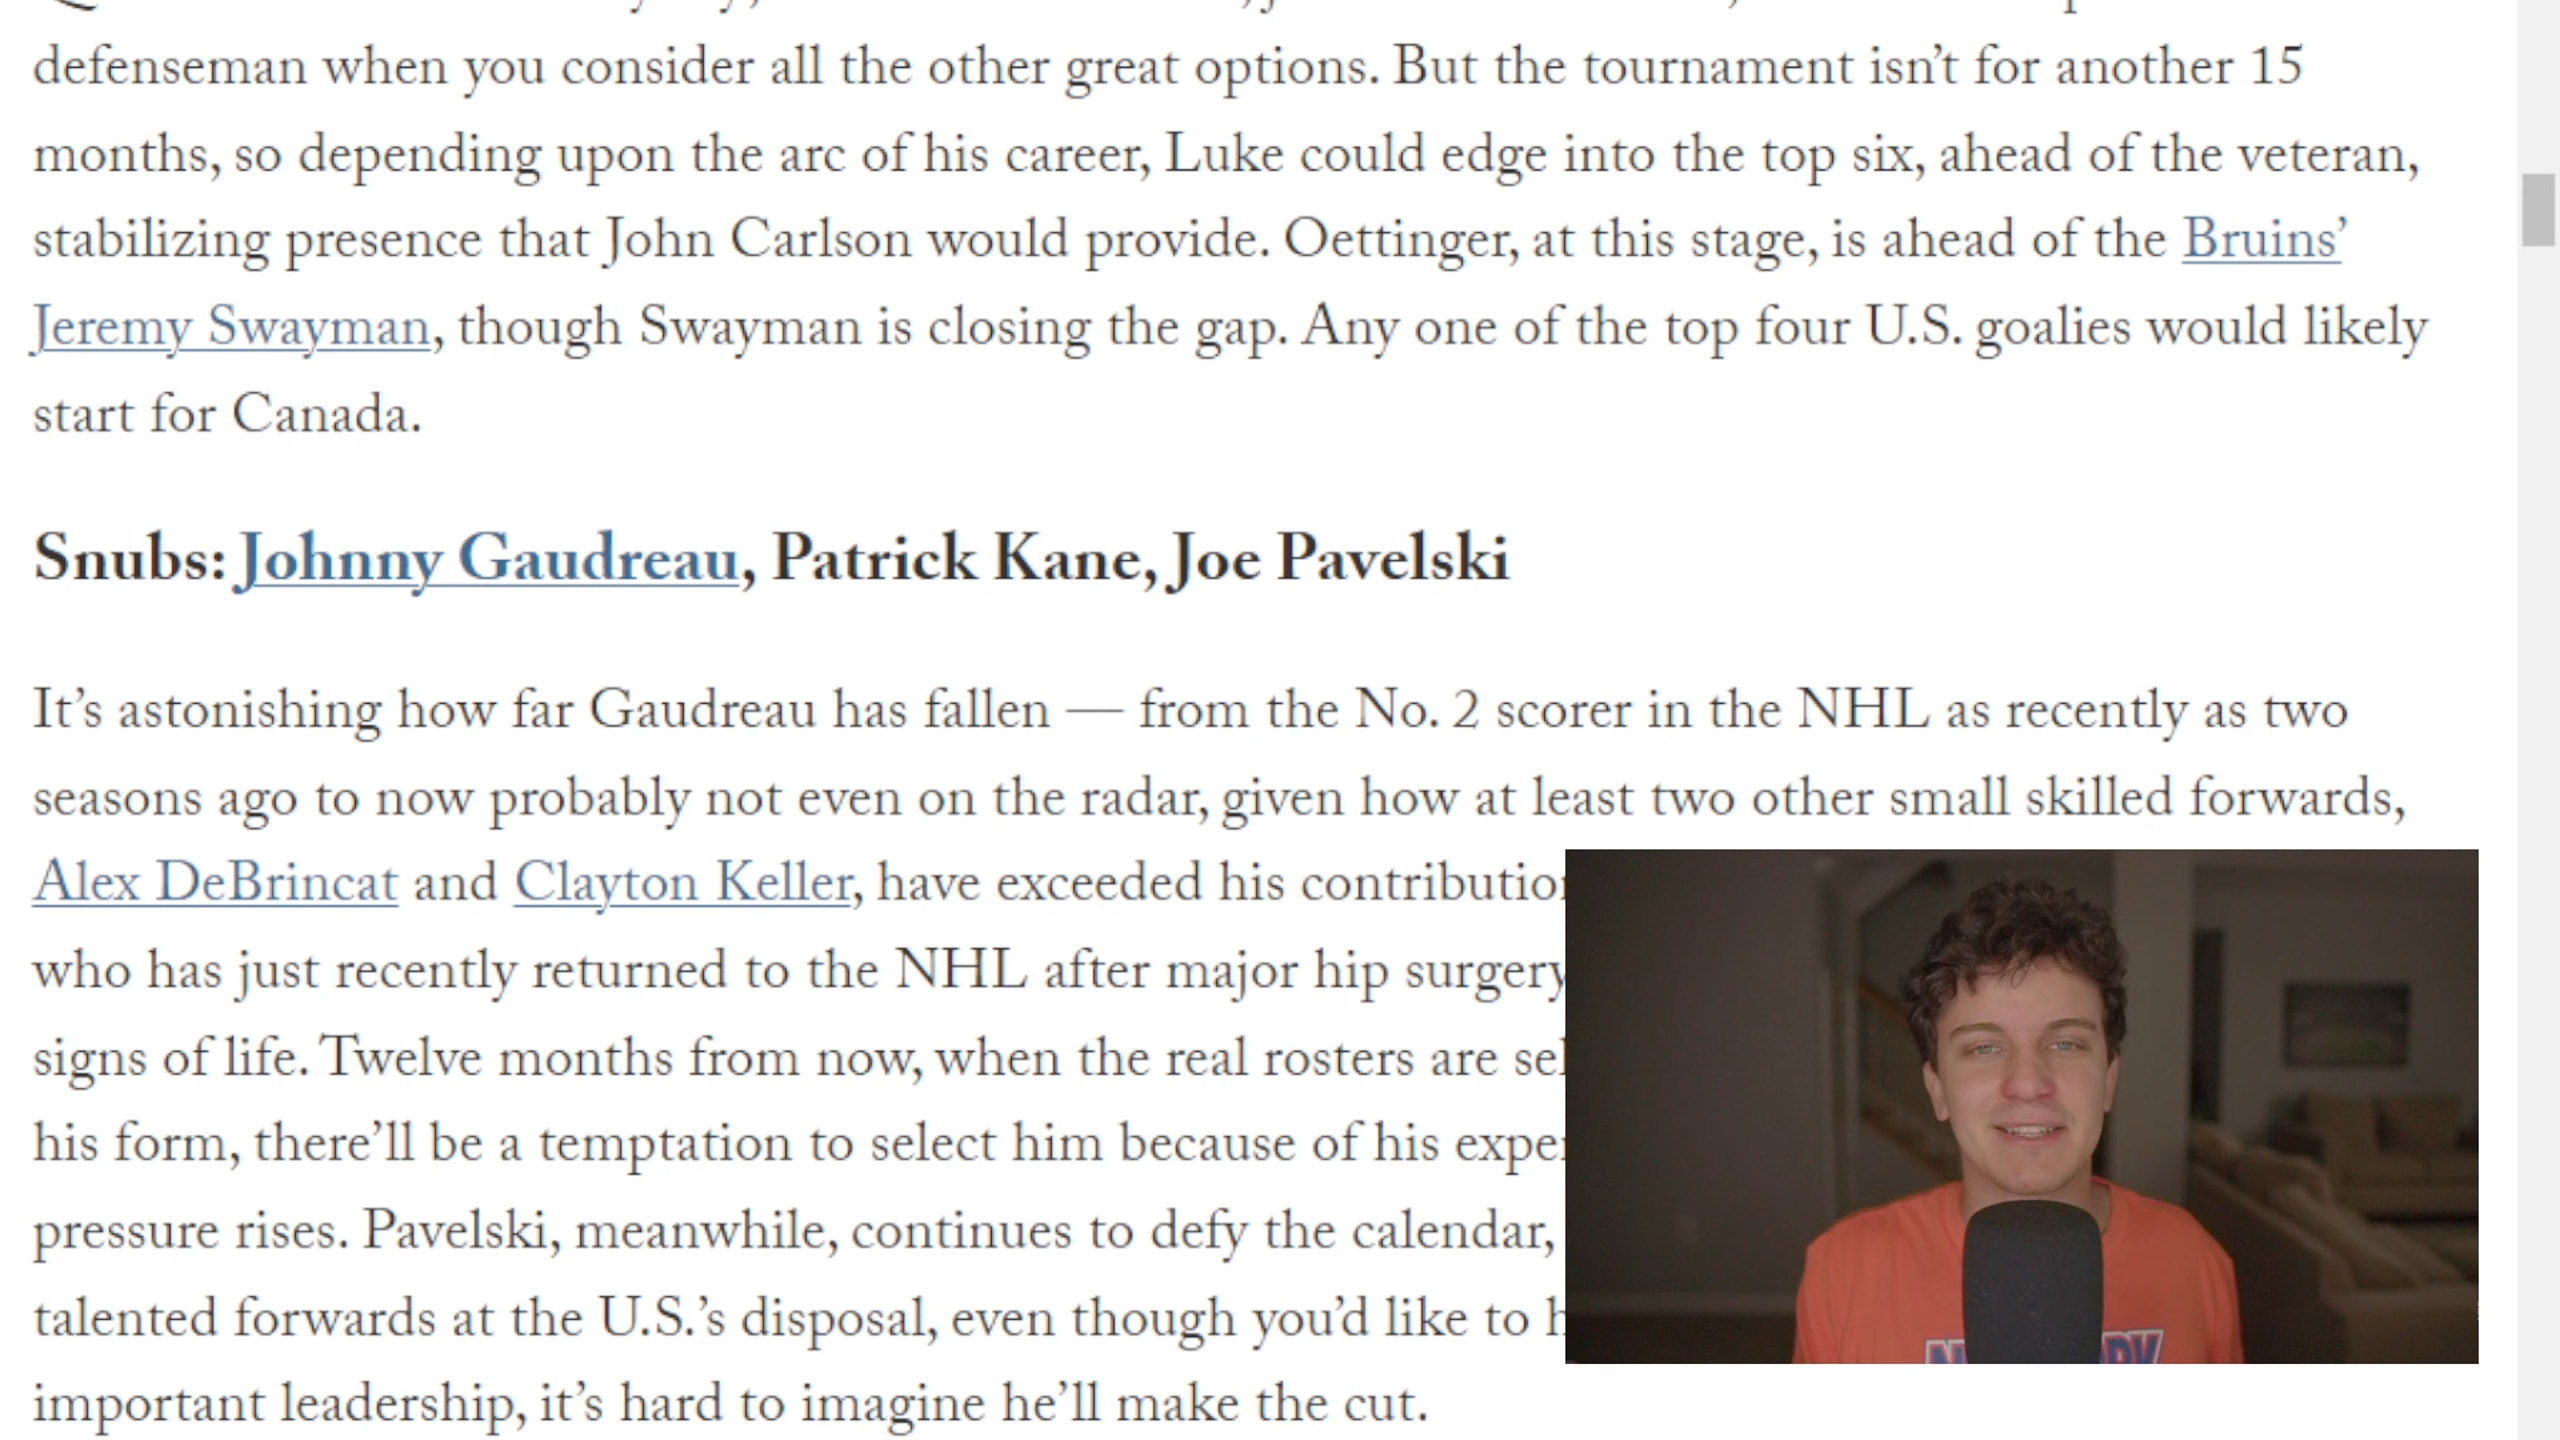 defenseman when you consider all the other great options. But the tournament isn’t for another 15
months, so depending upon the arc of his career, Luke could edge into the top six, ahead of the veteran,
stabilizing presence that John Carlson would provide. Oettinger, at this stage, is ahead of the Bruins’
Jeremy Swayman, though Swayman is closing the gap. Any one of the top four U.S. goalies would likely
start for Canada.
Snubs: Johnny Gaudreau, Patrick Kane, Joe Pavelski
It’s astonishing how far Gaudreau has fallen — from the No. 2 scorer in the NHL as recently as two
seasons ago to now probably not even on the radar, given how at least two other small skilled forwards,
Alex DeBrincat and Clayton Keller, have exceeded his
who has just recently returned to the NHL after major hip surgery
signs of life. Twelve months from now, when the real rosters are
his form, there’ll be a temptation to select him because of his
pressure rises. Pavelski, meanwhile, continues to defy the calendar,
talented forwards at the U.S.’s disposal, even though you’d like to
important leadership, it’s hard to imagine he’ll make the cut.